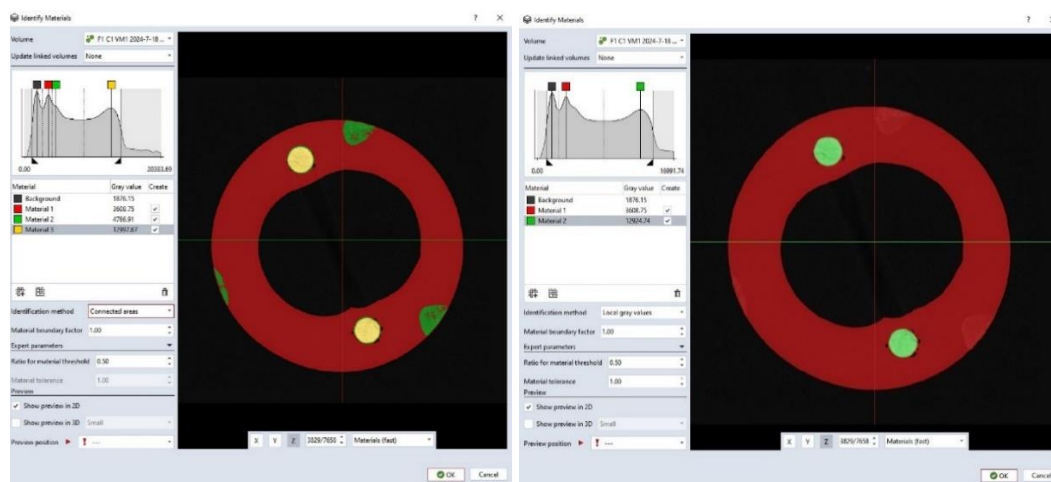 Identify Materials ? ×
Volume F1 C1 VM1 2024-7-18 ...
Update linked volumes None
0.00 20383.69
Material Gray value Create
Background 1876.15
Material 1 3608.75
Material 2 4786.91
Material 3 12997.67
Identification method Connected areas
Material boundary factor 1.00
Expert parameters
Ratio for material threshold 0.50
Material tolerance 1.00
Preview
Show preview in 2D
Show preview in 3D Small
Preview position ---
X Y Z 3829/7658 Materials (fast)
OK Cancel
Identify Materials ? ×
Volume F1 C1 VM1 2024-7-18 ...
Update linked volumes None
0.00 16891.74
Material Gray value Create
Background 1876.15
Material 1 3608.75
Material 2 12924.74
Identification method Local gray values
Material boundary factor 1.00
Expert parameters
Ratio for material threshold 0.50
Material tolerance 1.00
Preview
Show preview in 2D
Show preview in 3D Small
Preview position ---
X Y Z 3829/7658 Materials (fast)
OK Cancel